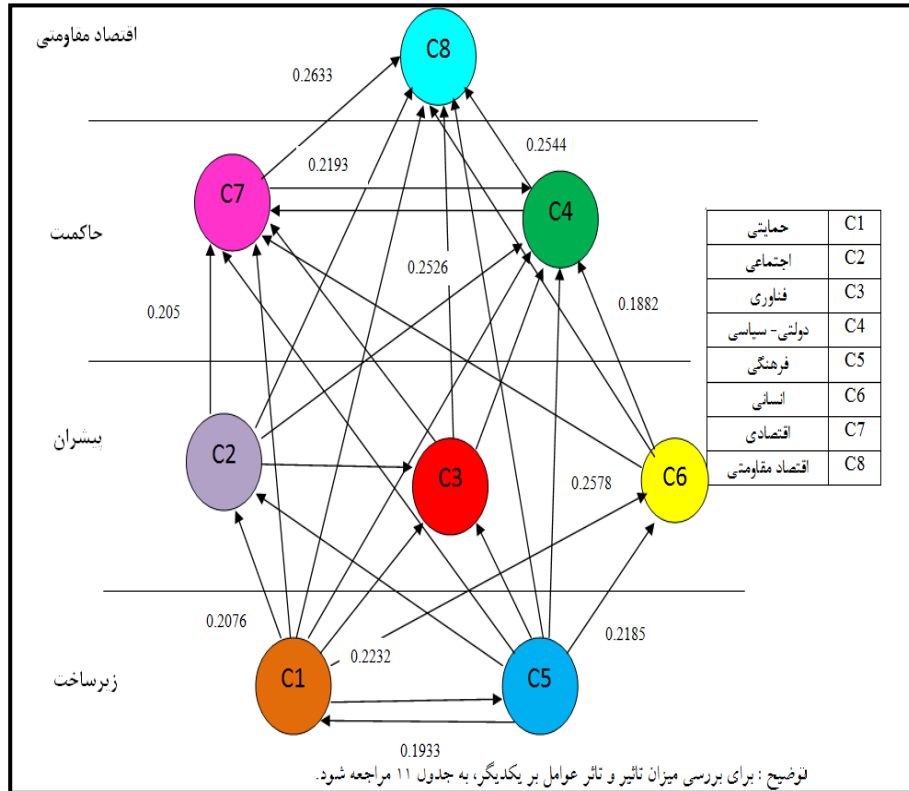 اقتصاد مقاومتی
C8
0.2633
0.2544
0.2193
C7
C4
حاکمیت
0.2526
0.205
0.1882
C1 حمایتی
C2 اجتماعی
C3 فناوری
C4 دولتی- سیاسی
C5 فرهنگی
C6 انسانی
C7 اقتصادی
C8 اقتصاد مقاومتی
پیشران
C2
C3
C6
0.2578
0.2076
0.2232
0.2185
زیرساخت
C1
C5
0.1933
توضیح : برای بررسی میزان تاثیر و تاثر عوامل بر یکدیگر، به جدول ۱۱ مراجعه شود.